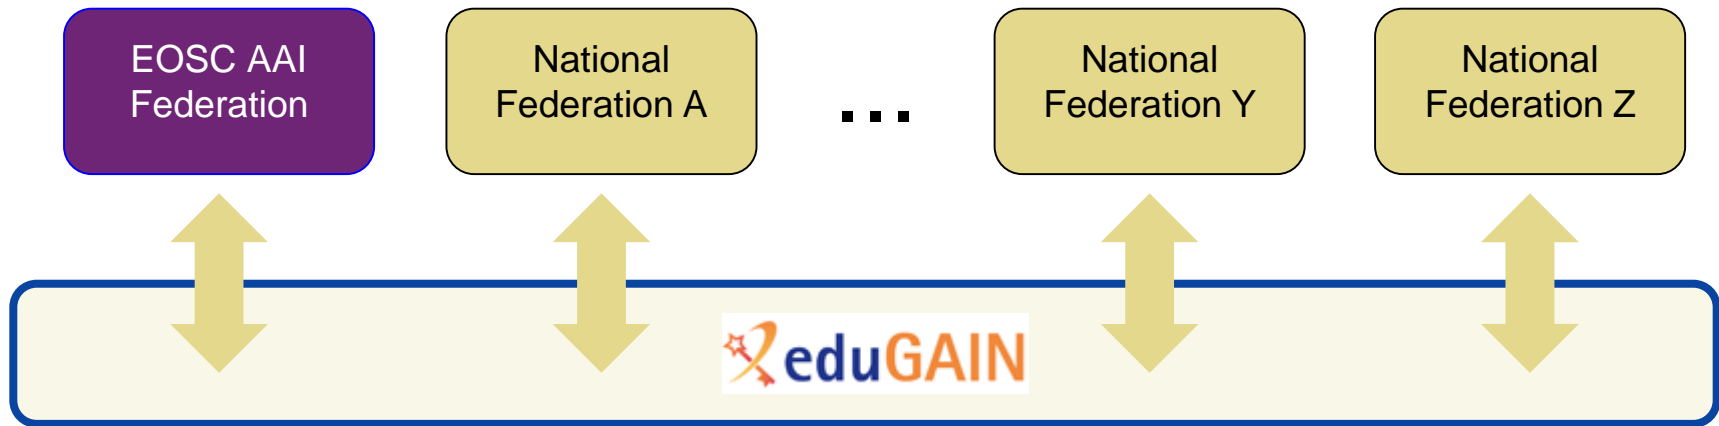 EOSC AAI
Federation
National
Federation A
...
National
Federation Y
National
Federation Z
eduGAIN